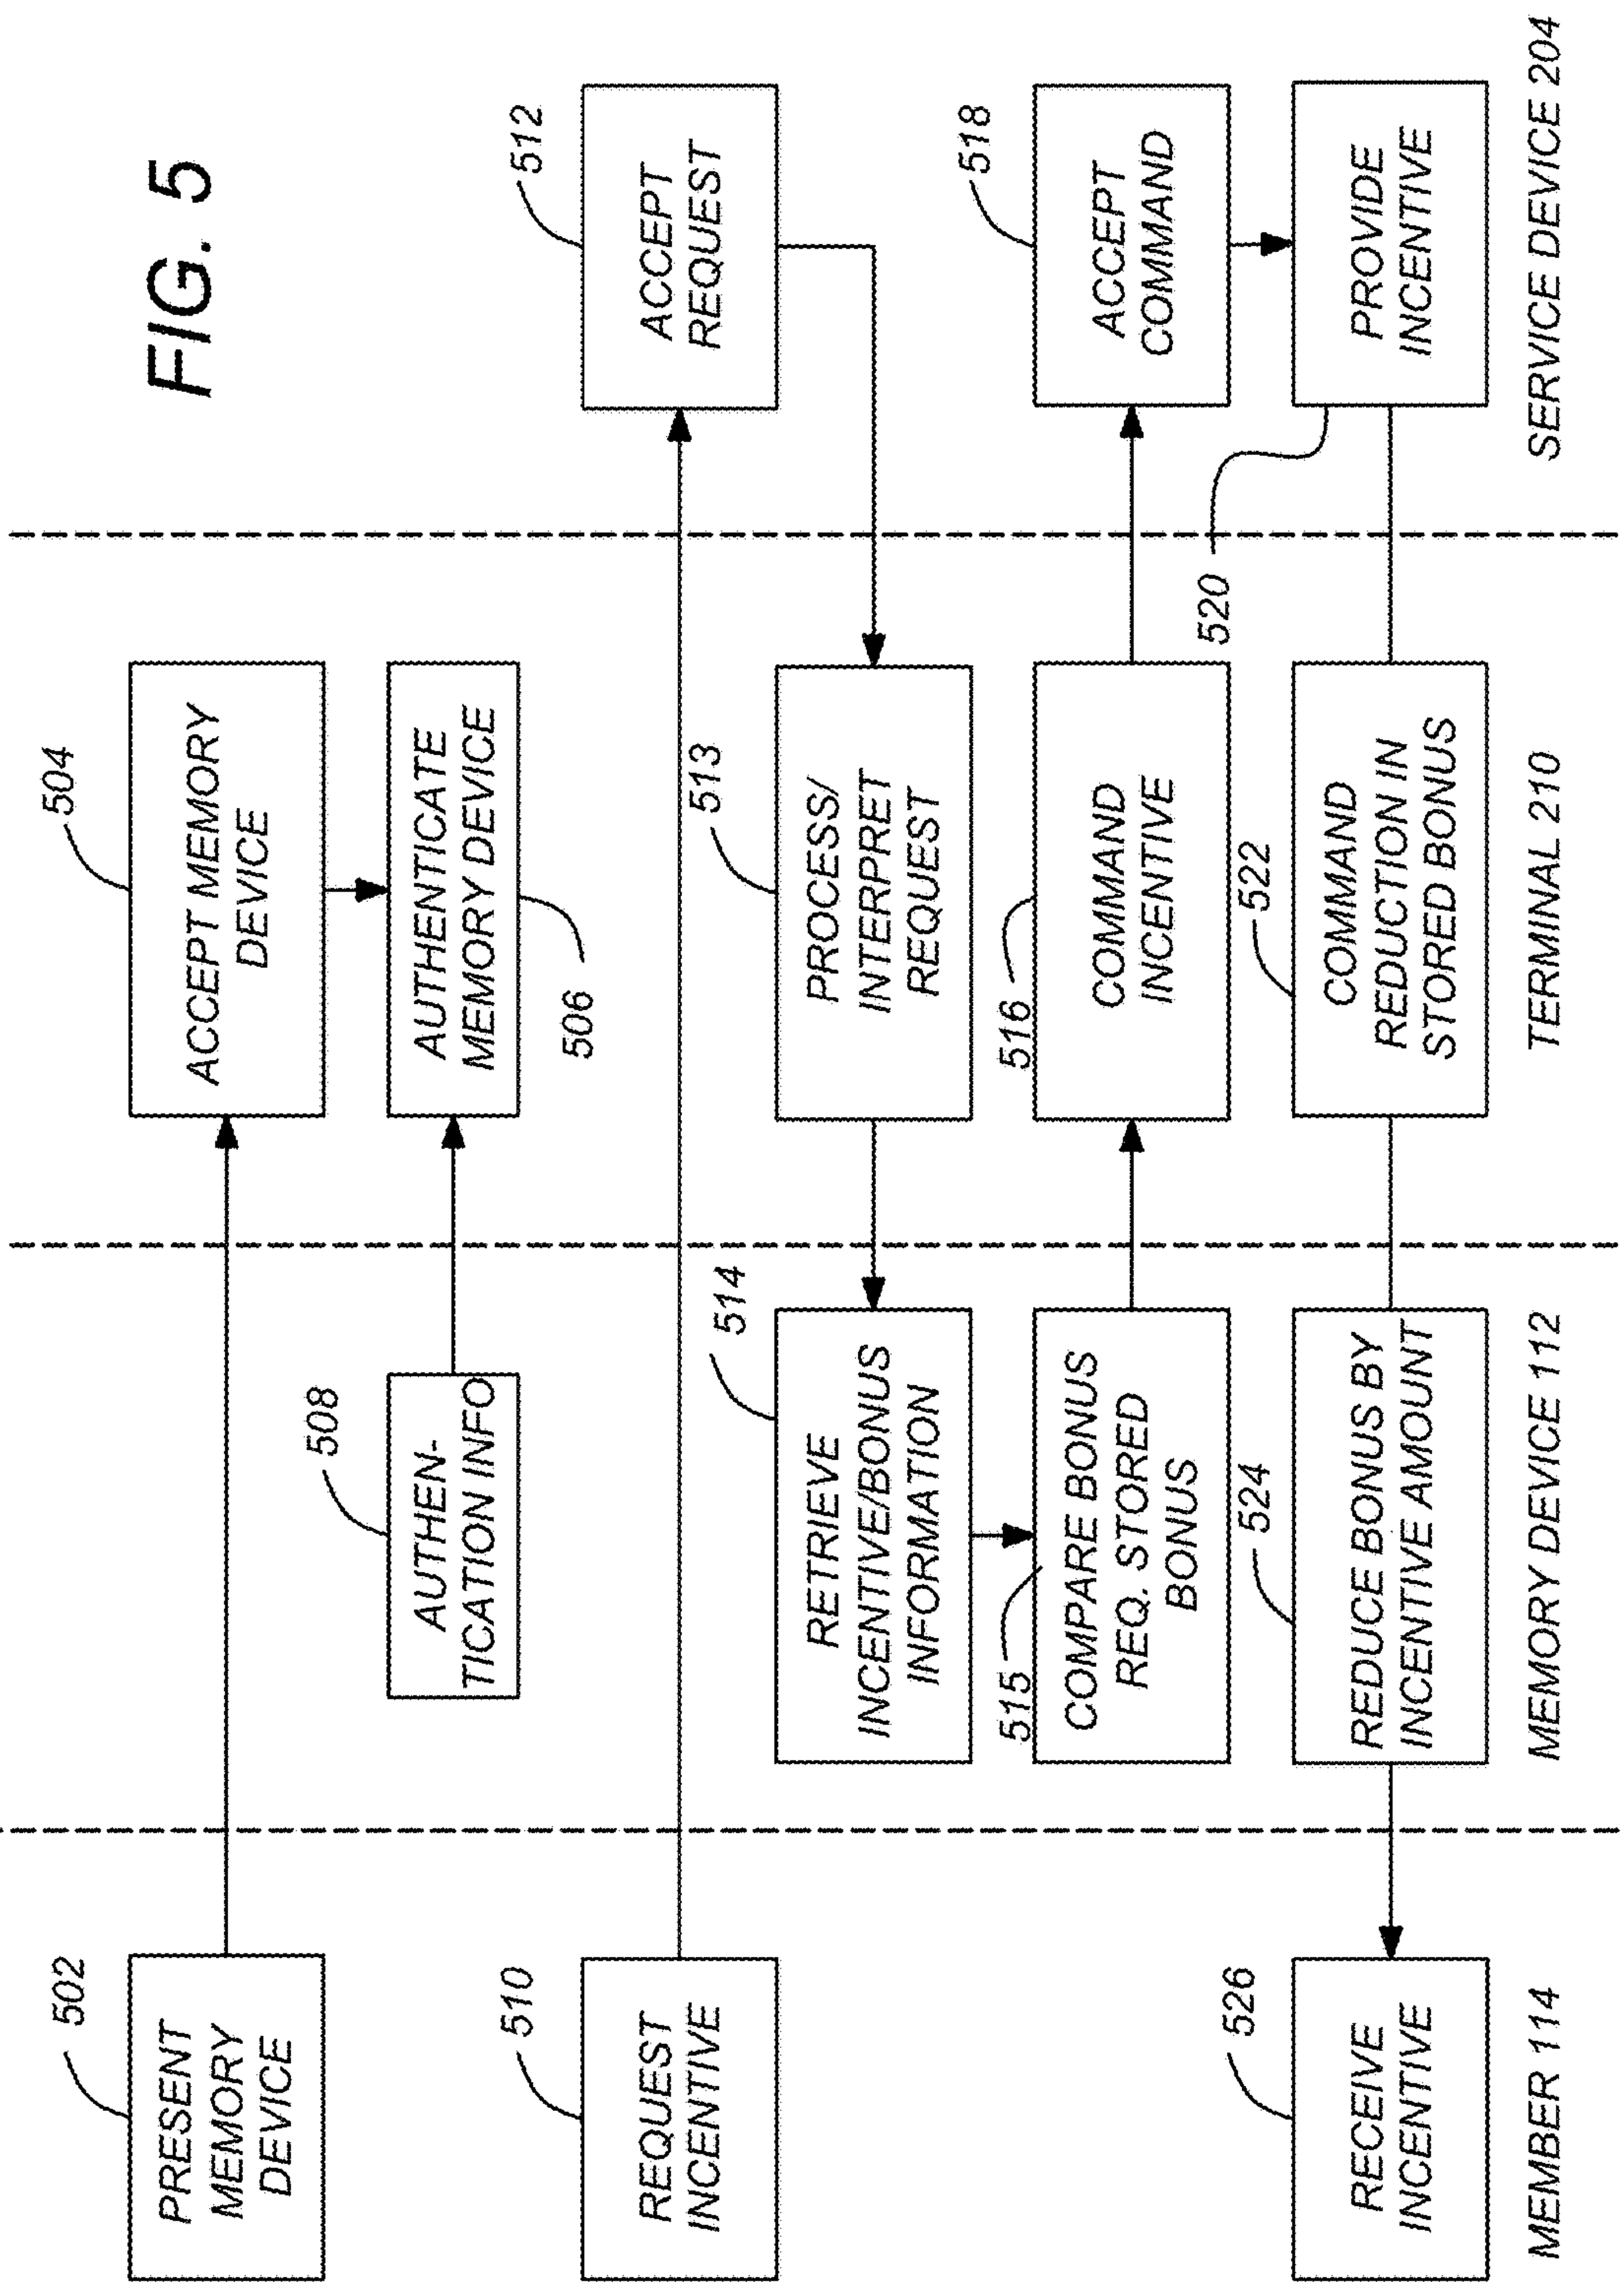 FIG. 5
502
PRESENT
MEMORY
DEVICE
504
ACCEPT MEMORY
DEVICE
508
AUTHEN-
TICATION INFO
AUTHENTICATE
MEMORY DEVICE
506
510
REQUEST
INCENTIVE
512
ACCEPT
REQUEST
514
RETRIEVE
INCENTIVE/BONUS
INFORMATION
513
PROCESS/
INTERPRET
REQUEST
515
COMPARE BONUS
REQ. STORED
BONUS
516
COMMAND
INCENTIVE
518
ACCEPT
COMMAND
526
RECEIVE
INCENTIVE
524
REDUCE BONUS BY
INCENTIVE AMOUNT
522
COMMAND
REDUCTION IN
STORED BONUS
520
PROVIDE
INCENTIVE
MEMBER 114
MEMORY DEVICE 112
TERMINAL 210
SERVICE DEVICE 204